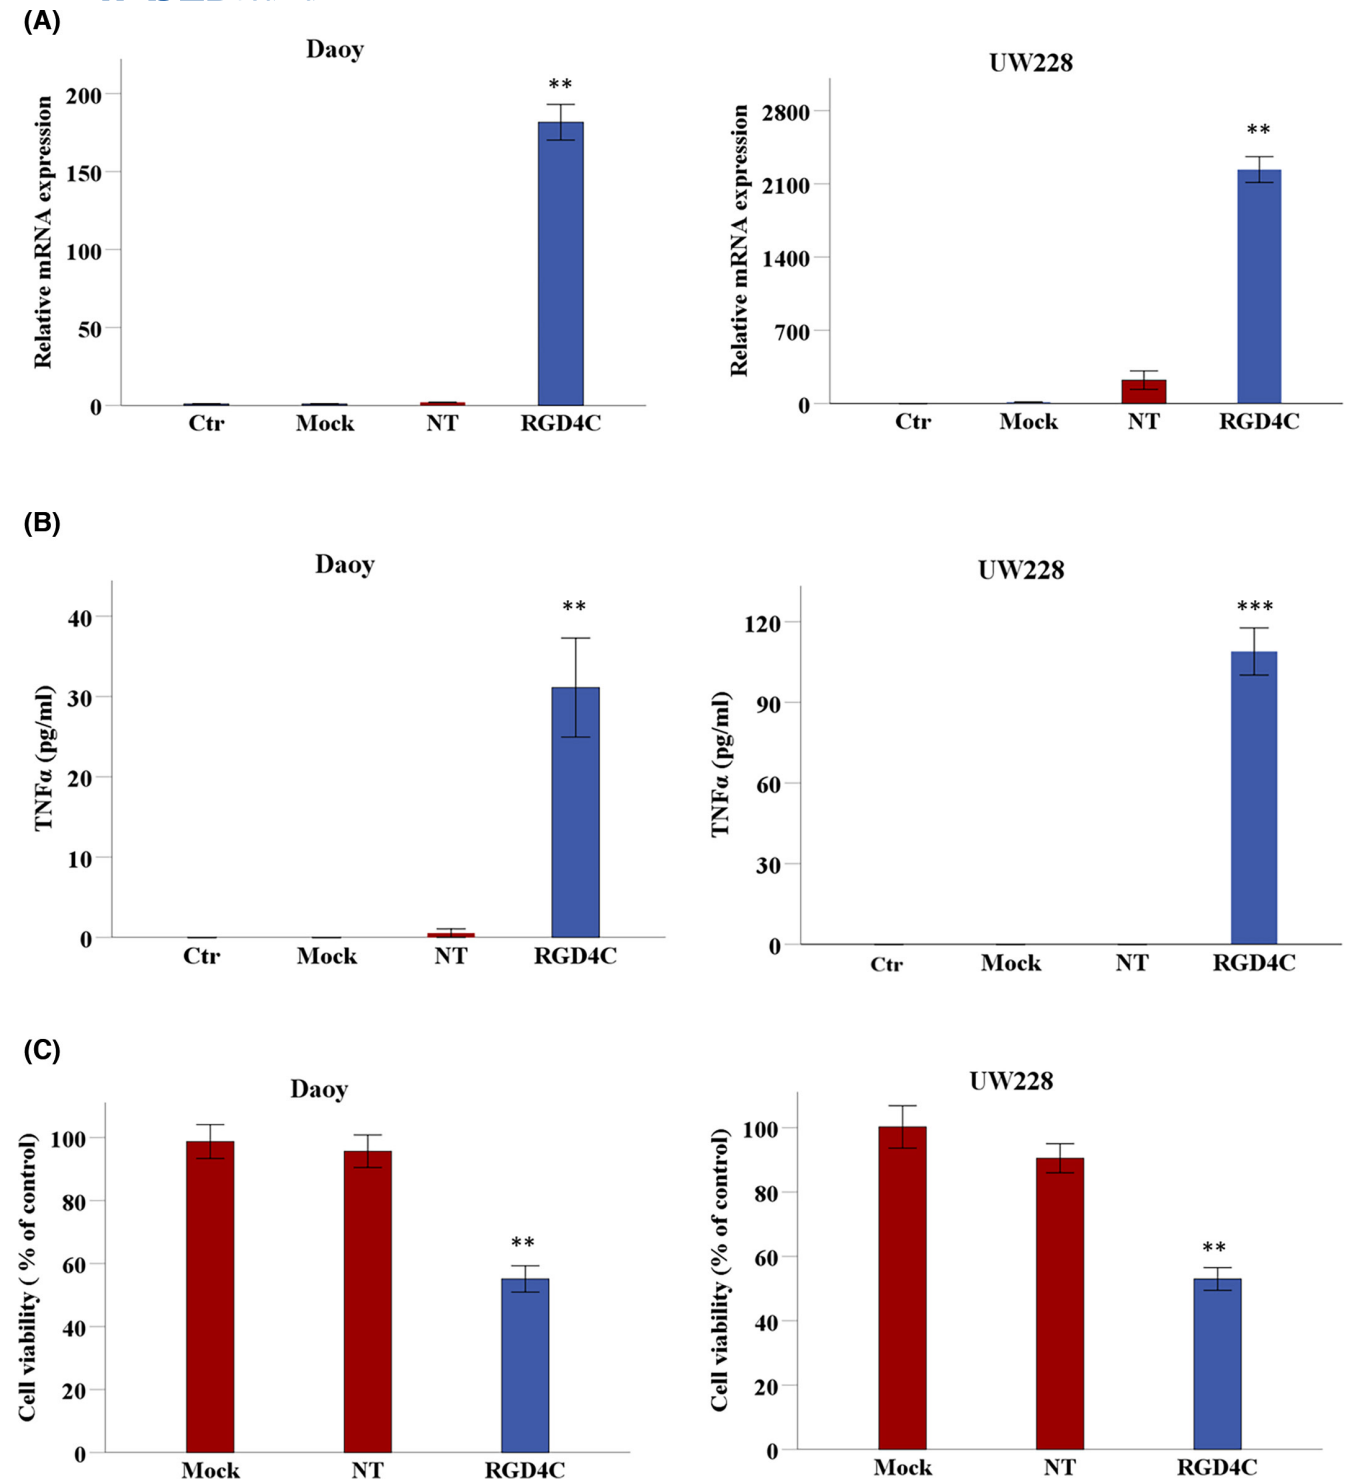 (A)
Daoy
Relative mRNA expression
200
150
100
50
0
**
Ctr Mock NT RGD4C
UW228
Relative mRNA expression
2800
2100
1400
700
0
**
Ctr Mock NT RGD4C
(B)
Daoy
TNFα (pg/ml)
40
30
20
10
0
**
Ctr Mock NT RGD4C
UW228
TNFα (pg/ml)
120
90
60
30
0
***
Ctr Mock NT RGD4C
(C)
Daoy
Cell viability ( % of control)
100
80
60
40
20
0
**
Mock NT RGD4C
UW228
Cell viability (% of control)
100
80
60
40
20
0
**
Mock NT RGD4C